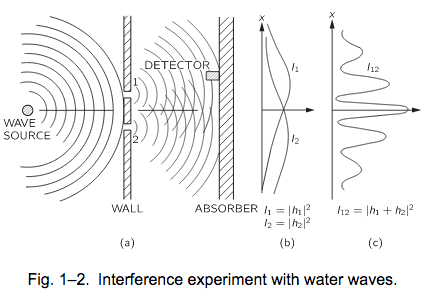 x
x
DETECTOR
1
I₁
I₁₂
WAVE
SOURCE
2
I₂
WALL
ABSORBER
I₁ = |h₁|²
I₂ = |h₂|²
I₁₂ = |h₁ + h₂|²
(a)
(b)
(c)
Fig. 1–2. Interference experiment with water waves.